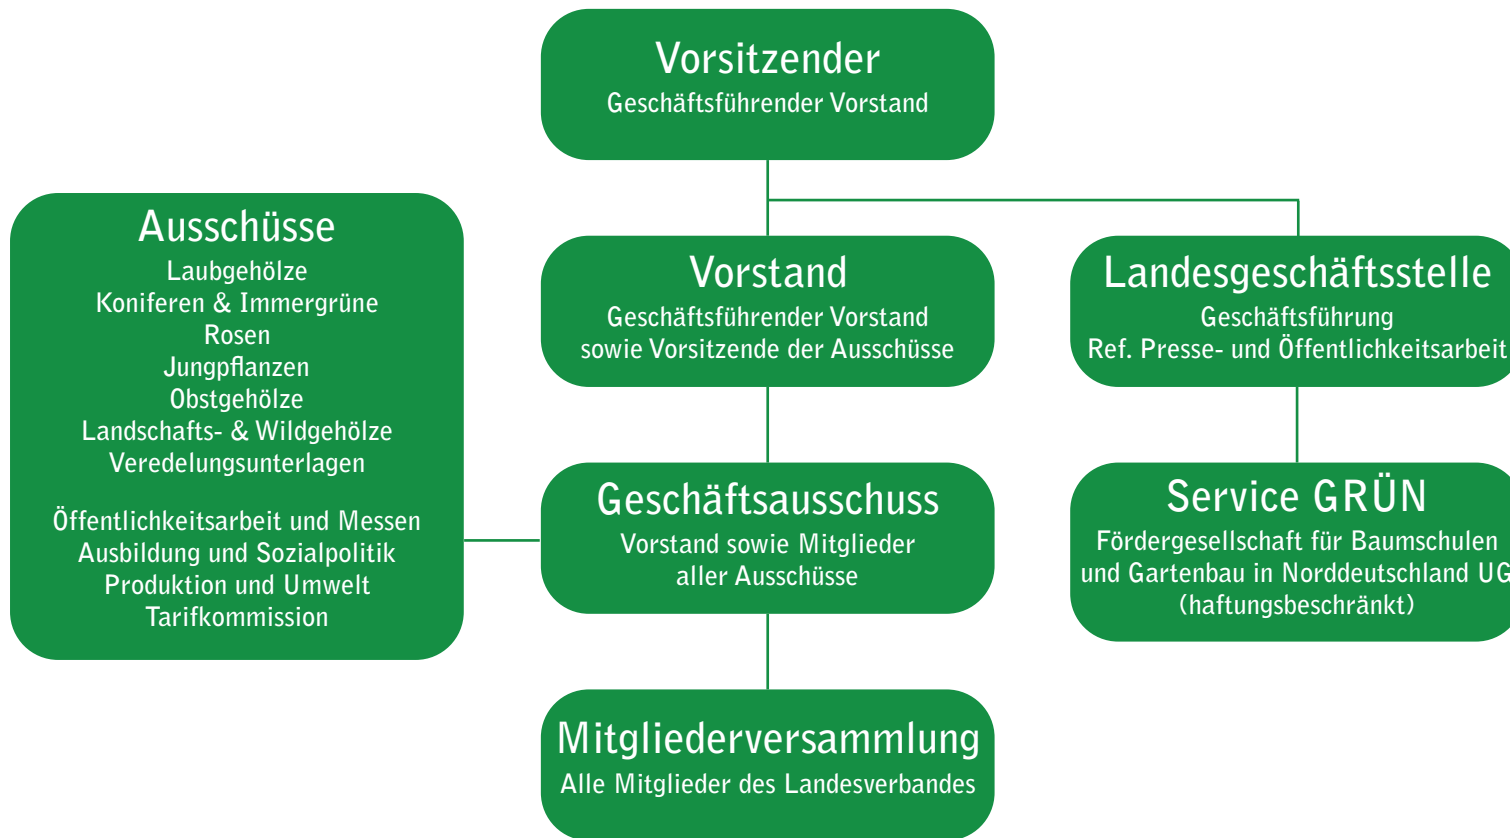 Vorsitzender
Geschäftsführender Vorstand
Ausschüsse
Laubgehölze
Koniferen & Immergrüne
Rosen
Jungpflanzen
Obstgehölze
Landschafts- & Wildgehölze
Veredelungsunterlagen
Öffentlichkeitsarbeit und Messen
Ausbildung und Sozialpolitik
Produktion und Umwelt
Tarifkommission
Vorstand
Geschäftsführender Vorstand
sowie Vorsitzende der Ausschüsse
Landesgeschäftsstelle
Geschäftsführung
Ref. Presse- und Öffentlichkeitsarbeit
Geschäftsausschuss
Vorstand sowie Mitglieder
aller Ausschüsse
Service GRÜN
Fördergesellschaft für Baumschulen
und Gartenbau in Norddeutschland UG
(haftungsbeschränkt)
Mitgliederversammlung
Alle Mitglieder des Landesverbandes